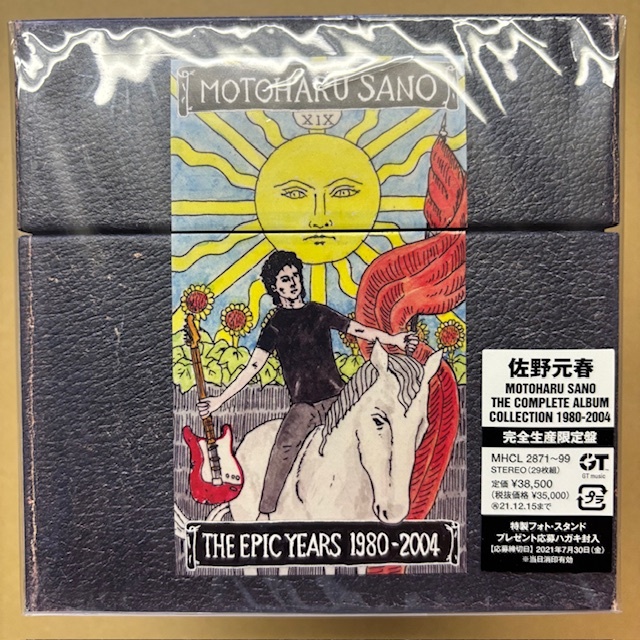 MOTOHARU SANO
XIX
THE EPIC YEARS 1980-2004
佐野元春
MOTOHARU SANO
THE COMPLETE ALBUM
COLLECTION 1980-2004
完全生産限定盤
MHCL 2871~99
STEREO (29枚組)
GT
GT music
定価 ¥38,500
(税抜価格 ¥35,000)
Ⓐ21.12.15まで
特製フォト・スタンド
プレゼント応募ハガキ封入
【応募締切日】2021年7月30日(金)
※当日消印有効